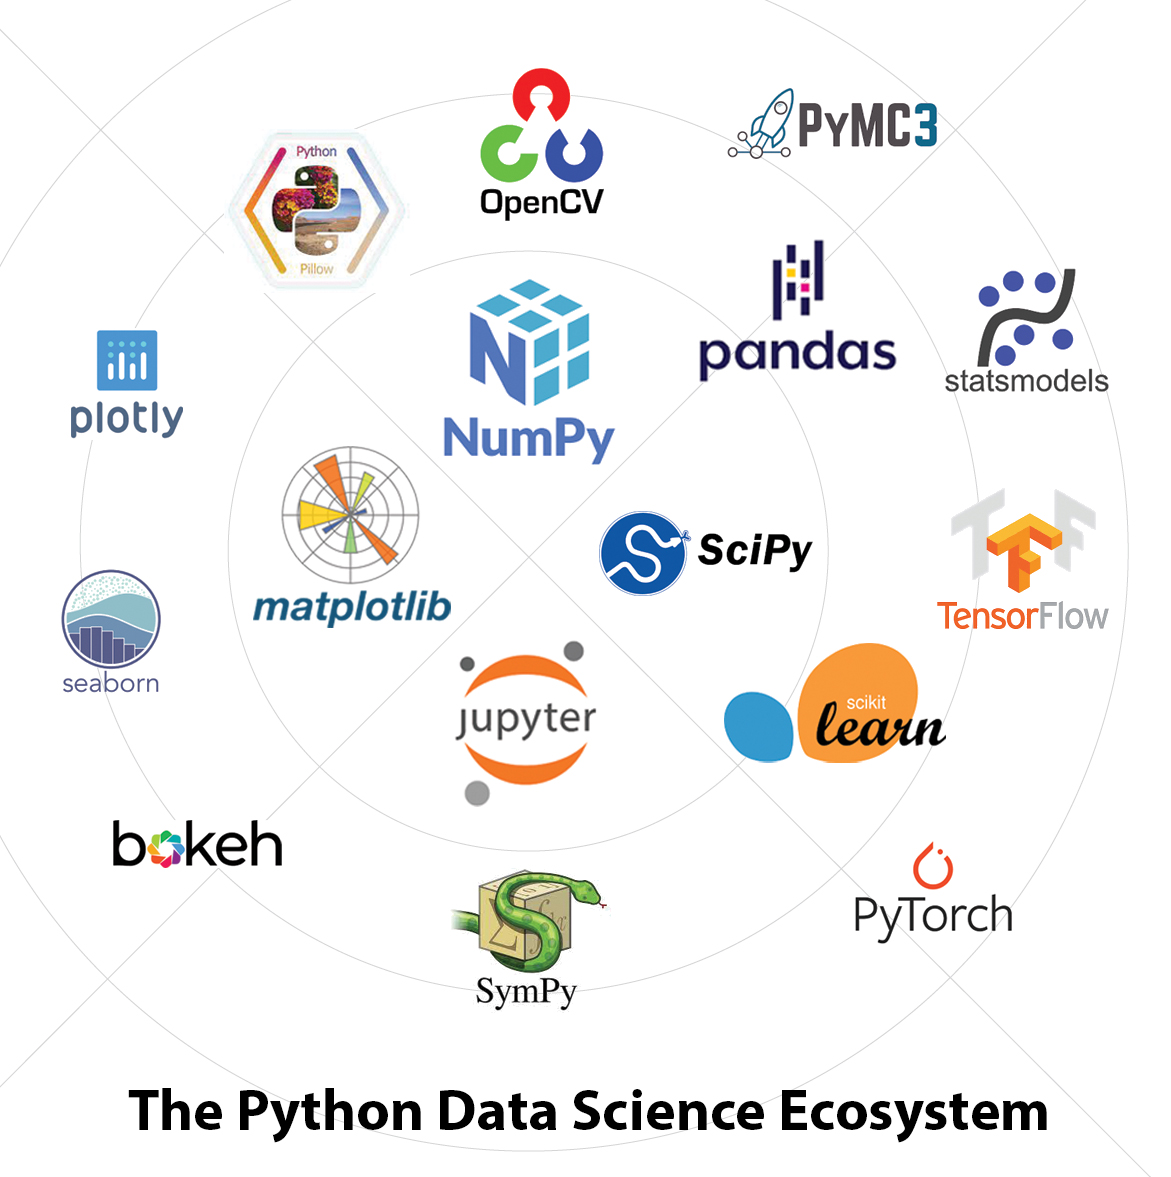 OpenCV
PyMC3
Python
Pillow
pandas
statsmodels
plotly
NumPy
matplotlib
SciPy
TensorFlow
seaborn
jupyter
scikit
learn
bokeh
PyTorch
SymPy
The Python Data Science Ecosystem